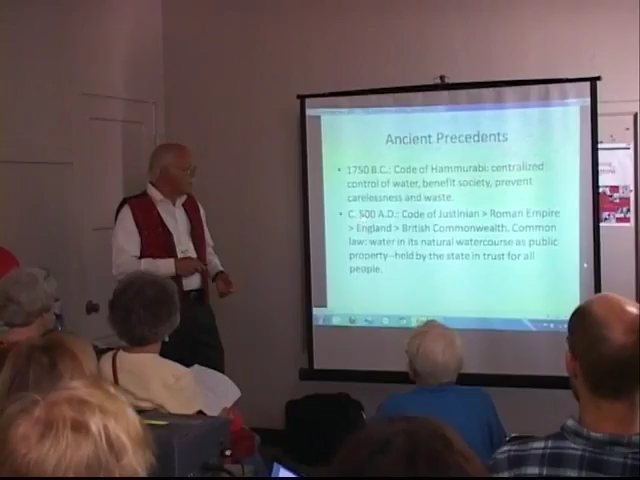 Ancient Precedents
• 1750 B.C.: Code of Hammurabi: centralized
control of water, benefit society, prevent
carelessness and waste.
• C. 500 A.D.: Code of Justinian > Roman Empire
> England > British Commonwealth. Common
law: water in its natural watercourse as public
property--held by the state in trust for all
people.